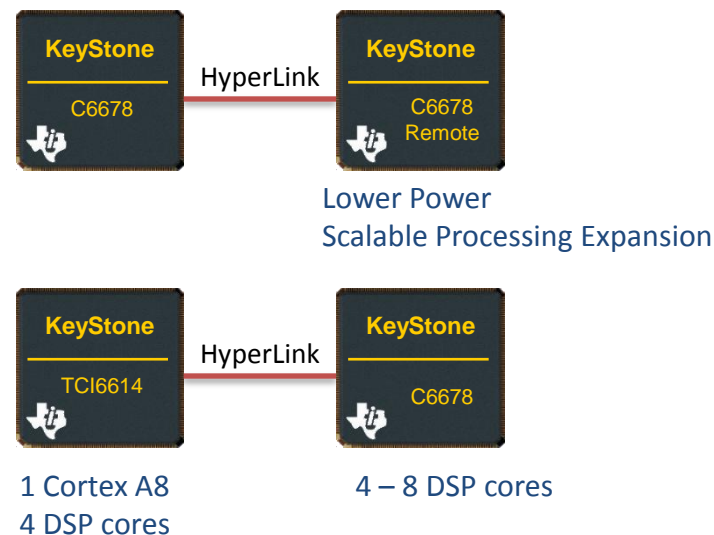 KeyStone
C6678
HyperLink
KeyStone
C6678
Remote
Lower Power
Scalable Processing Expansion
KeyStone
TCI6614
HyperLink
KeyStone
C6678
1 Cortex A8
4 DSP cores
4 – 8 DSP cores